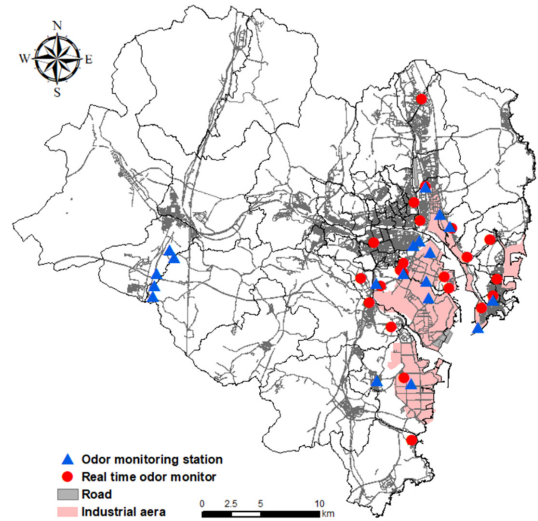 N
W E
S
Odor monitoring station
Real time odor monitor
Road
Industrial aera
0 2.5 5 10
km